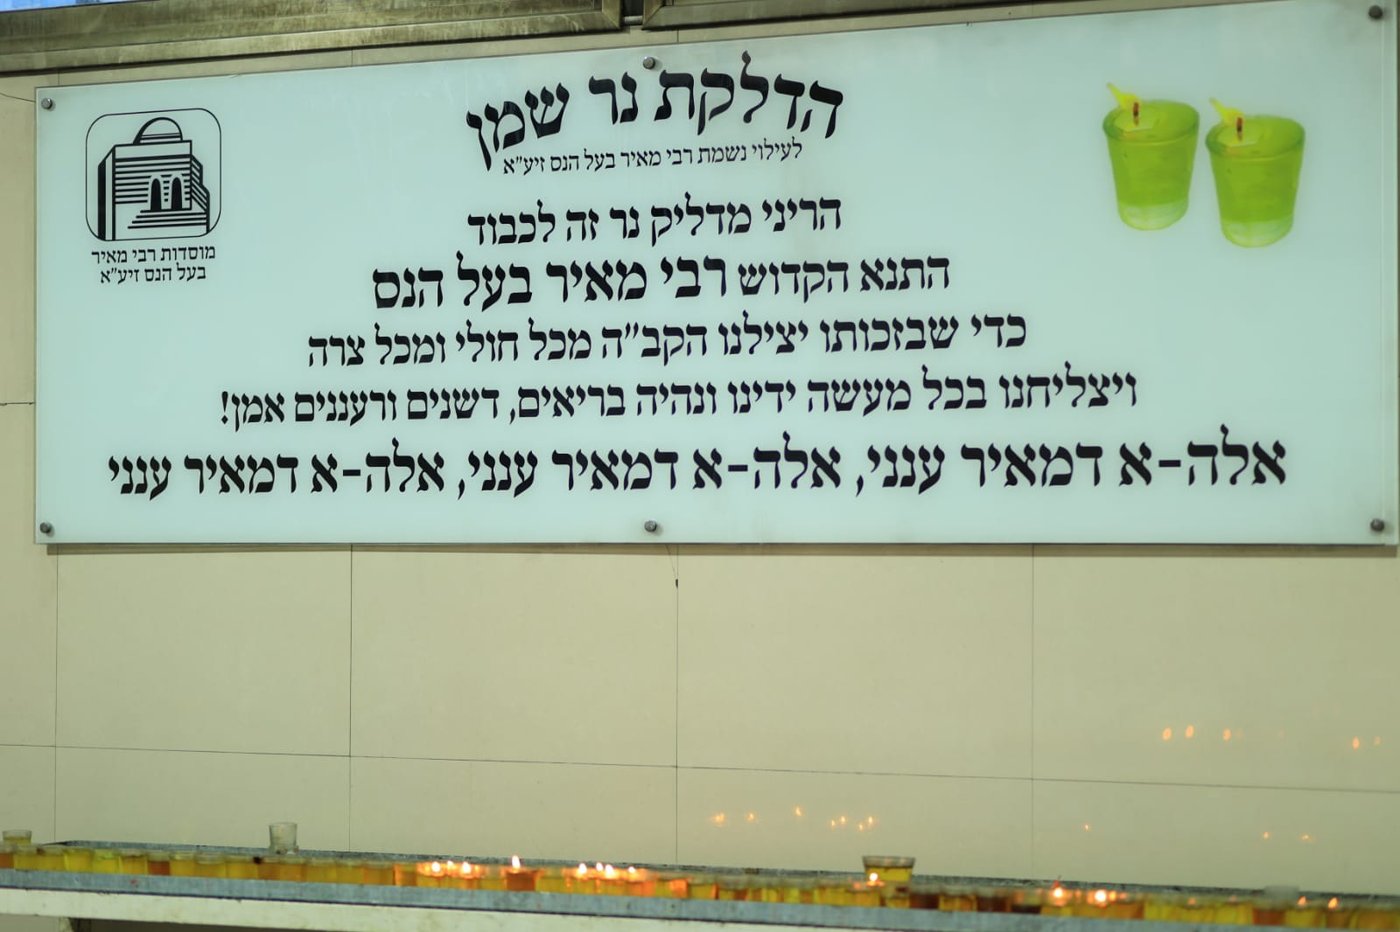 הדלקת נר שמן
לעילוי נשמת רבי מאיר בעל הנס זיע"א
הריני מדליק נר זה לכבוד
התנא הקדוש רבי מאיר בעל הנס
כדי שבזכותו יצילנו הקב"ה מכל חולי ומכל צרה
ויצליחנו בכל מעשה ידינו ונהיה בריאים, דשנים ורעננים אמן!
אלה-א דמאיר ענני, אלה-א דמאיר ענני, אלה-א דמאיר ענני
מוסדות רבי מאיר
בעל הנס זיע"א